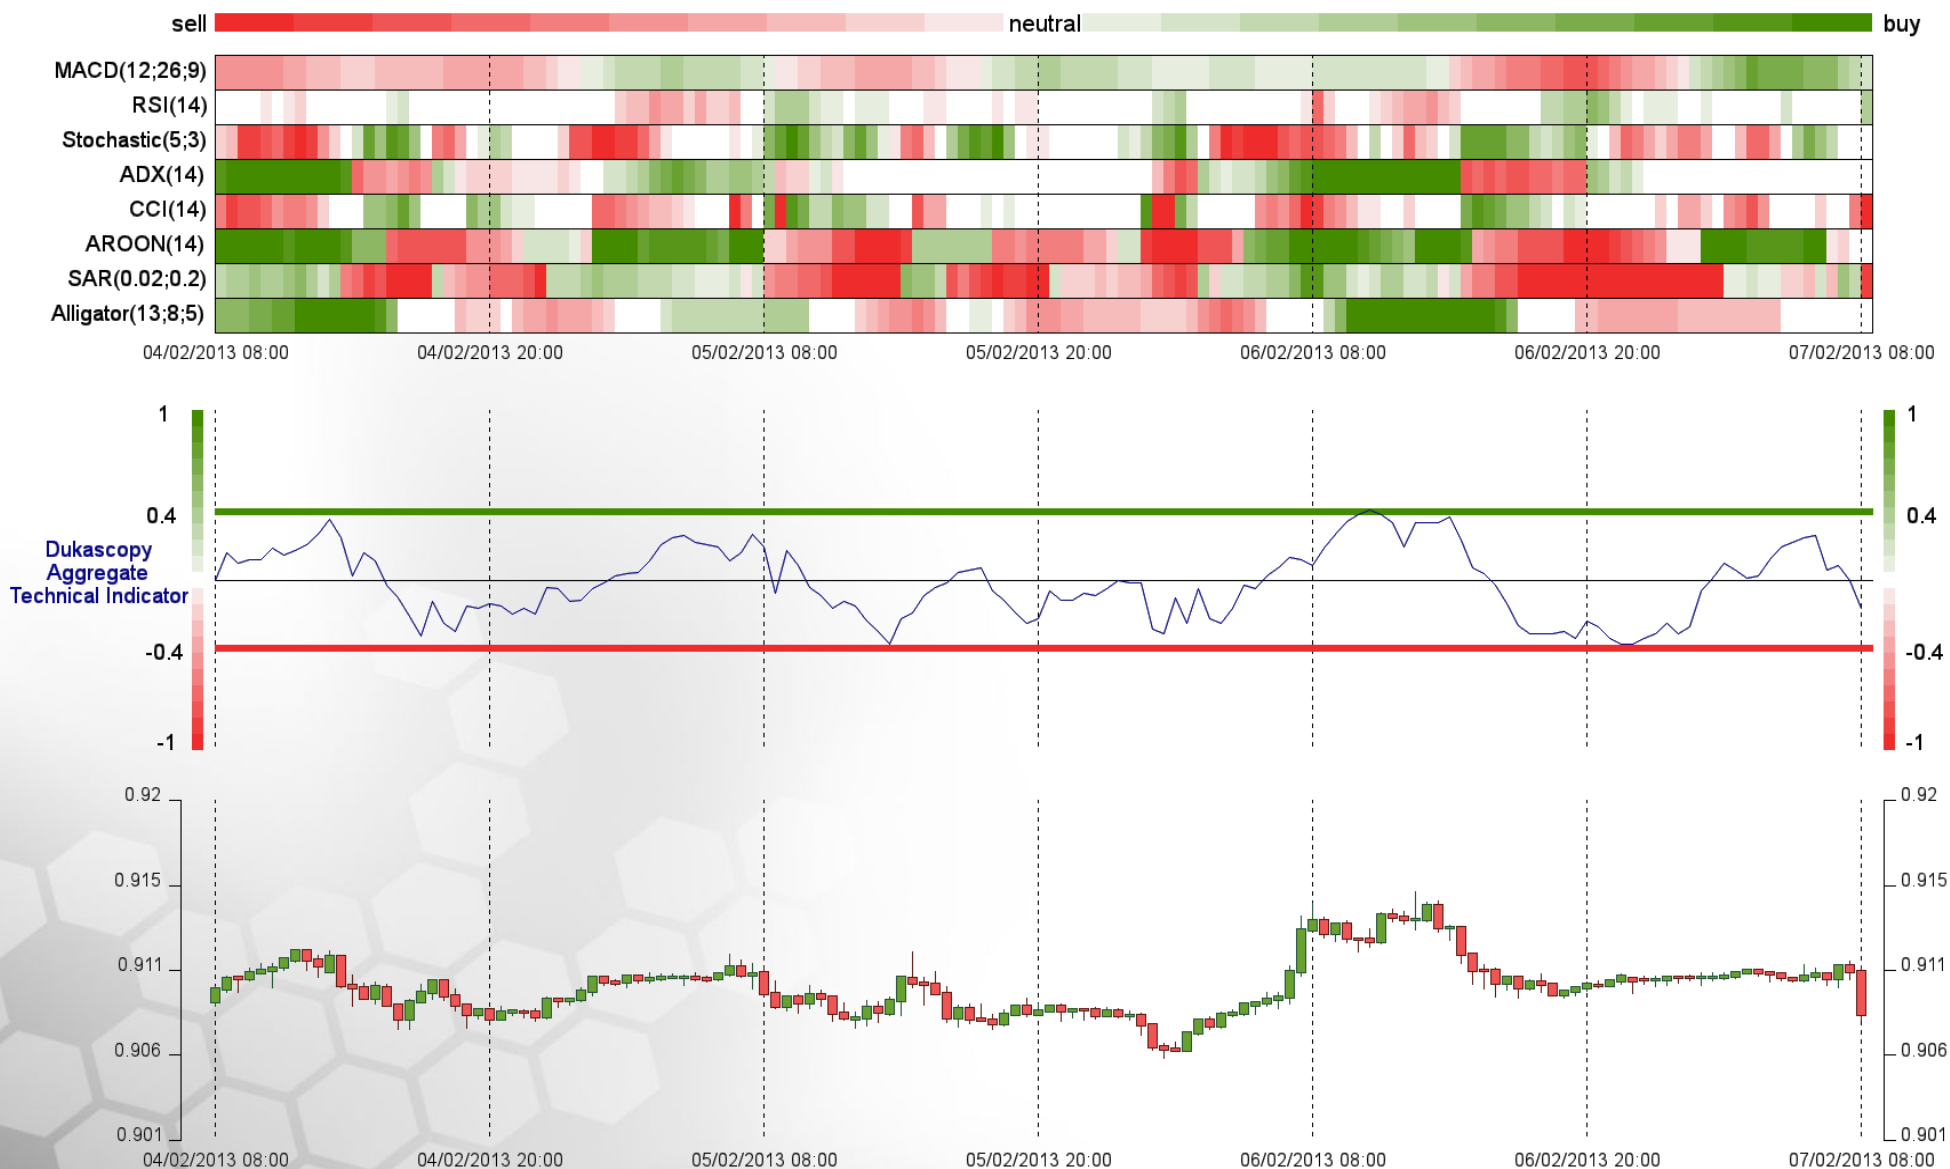 sell neutral buy
MACD(12;26;9)
RSI(14)
Stochastic(5;3)
ADX(14)
CCI(14)
AROON(14)
SAR(0.02;0.2)
Alligator(13;8;5)
04/02/2013 08:00 04/02/2013 20:00 05/02/2013 08:00 05/02/2013 20:00 06/02/2013 08:00 06/02/2013 20:00 07/02/2013 08:00
1 1
0.4 0.4
Dukascopy
Aggregate
Technical Indicator
-0.4 -0.4
-1 -1
0.92 0.92
0.915 0.915
0.911 0.911
0.906 0.906
0.901 0.901
04/02/2013 08:00 04/02/2013 20:00 05/02/2013 08:00 05/02/2013 20:00 06/02/2013 08:00 06/02/2013 20:00 07/02/2013 08:00